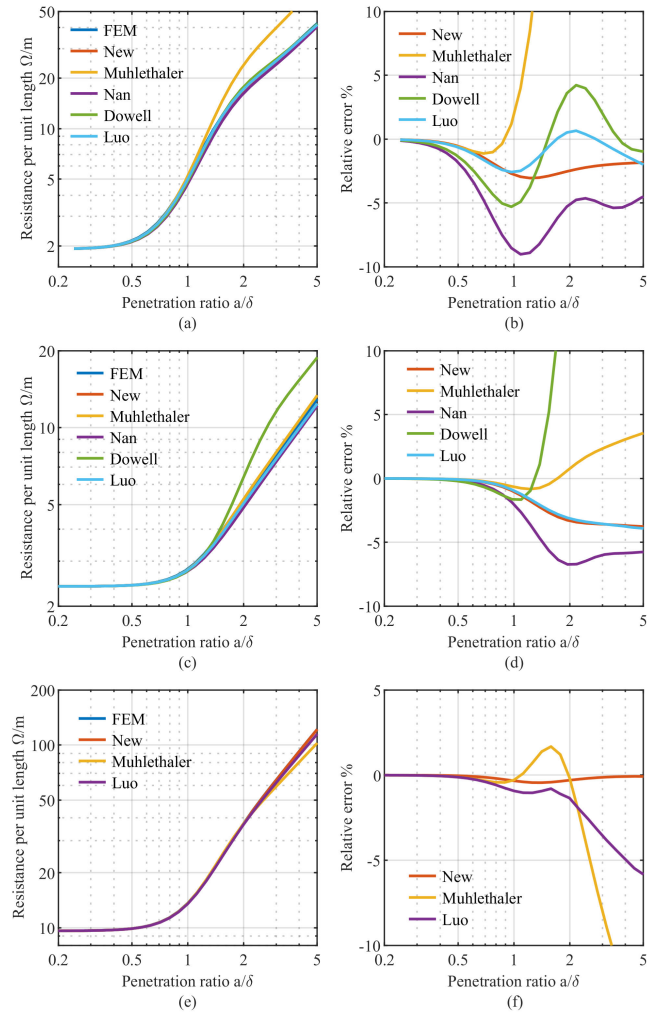 50
20
10
5
2
Resistance per unit length Ω/m
FEM
New
Muhlethaler
Nan
Dowell
Luo
0.2
0.5
1
2
5
Penetration ratio a/δ
(a)
10
5
0
-5
-10
Relative error %
New
Muhlethaler
Nan
Dowell
Luo
0.2
0.5
1
2
5
Penetration ratio a/δ
(b)
20
10
5
2
Resistance per unit length Ω/m
FEM
New
Muhlethaler
Nan
Dowell
Luo
0.2
0.5
1
2
5
Penetration ratio a/δ
(c)
10
5
0
-5
-10
Relative error %
New
Muhlethaler
Nan
Dowell
Luo
0.2
0.5
1
2
5
Penetration ratio a/δ
(d)
200
100
50
20
10
Resistance per unit length Ω/m
FEM
New
Muhlethaler
Luo
0.2
0.5
1
2
5
Penetration ratio a/δ
(e)
5
0
-5
-10
Relative error %
New
Muhlethaler
Luo
0.2
0.5
1
2
5
Penetration ratio a/δ
(f)